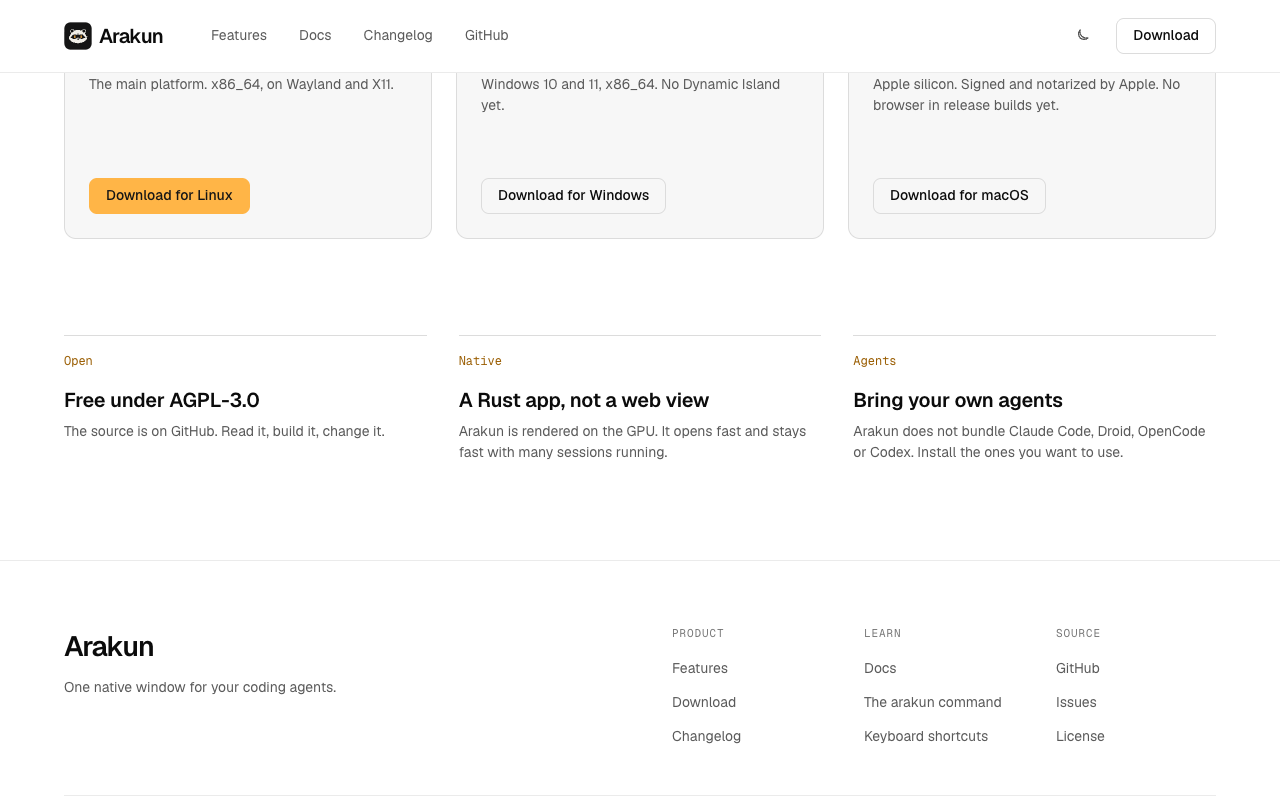 Arakun
Features
Docs
Changelog
GitHub
Download
The main platform. x86_64, on Wayland and X11.
Download for Linux
Windows 10 and 11, x86_64. No Dynamic Island
yet.
Download for Windows
Apple silicon. Signed and notarized by Apple. No
browser in release builds yet.
Download for macOS
Open
Free under AGPL-3.0
The source is on GitHub. Read it, build it, change it.
Native
A Rust app, not a web view
Arakun is rendered on the GPU. It opens fast and stays
fast with many sessions running.
Agents
Bring your own agents
Arakun does not bundle Claude Code, Droid, OpenCode
or Codex. Install the ones you want to use.
Arakun
One native window for your coding agents.
PRODUCT
Features
Download
Changelog
LEARN
Docs
The arakun command
Keyboard shortcuts
SOURCE
GitHub
Issues
License